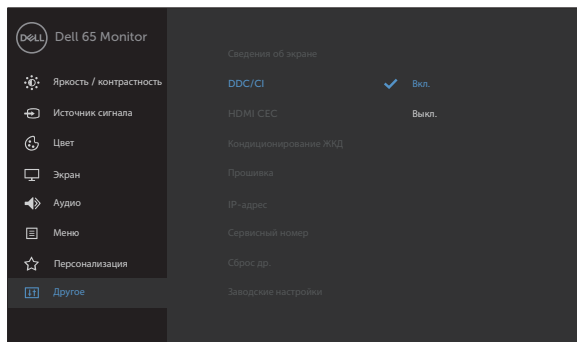 DELL
Dell 65 Monitor
Яркость / контрастность
Источник сигнала
Цвет
Экран
Аудио
Меню
Персонализация
Другое
Сведения об экране
DDC/CI
Вкл.
HDMI CEC
Выкл.
Кондиционирование ЖКД
Прошивка
IP-адрес
Сервисный номер
Сброс др.
Заводские настройки